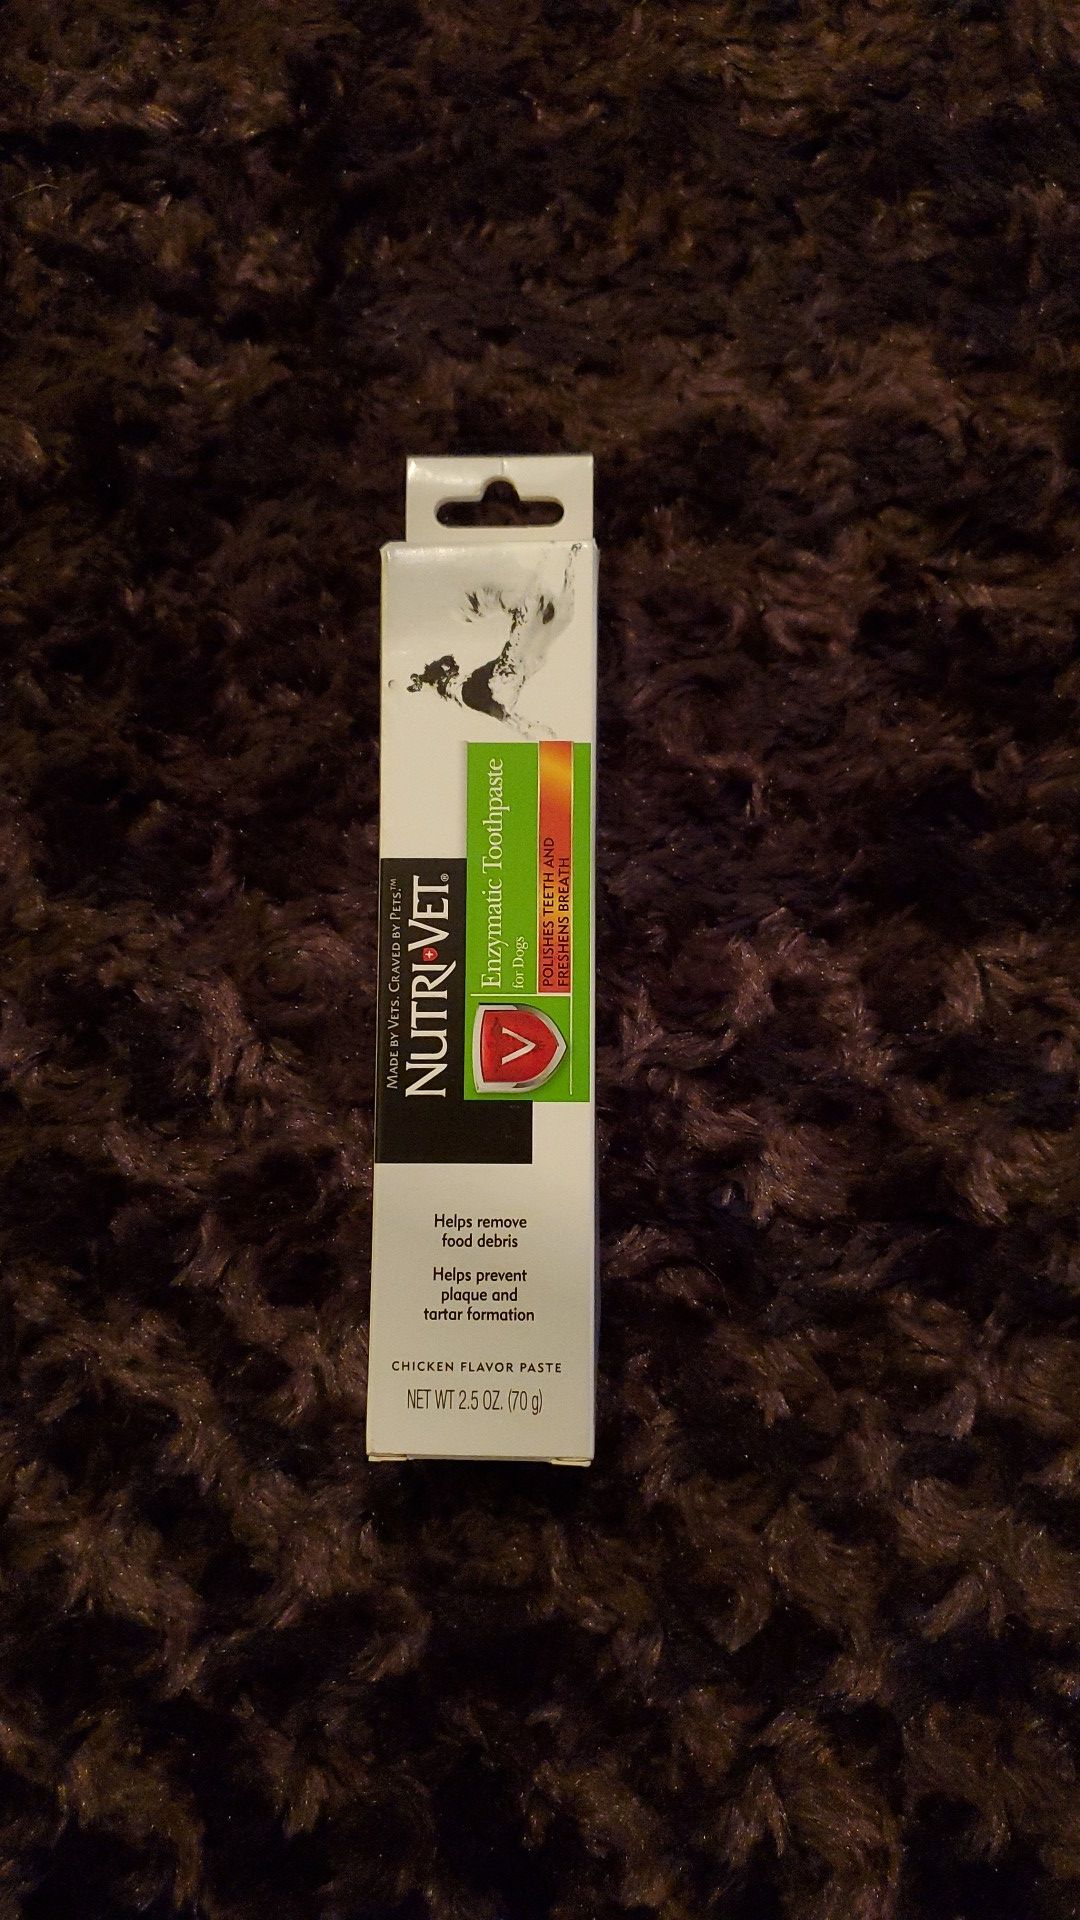 MADE BY VETS. CRAVED BY PETS.™
NUTRI+VET®
Enzymatic Toothpaste
for Dogs
POLISHES TEETH AND
FRESHENS BREATH
V
Helps remove
food debris
Helps prevent
plaque and
tartar formation
CHICKEN FLAVOR PASTE
NET WT 2.5 OZ. (70 g)